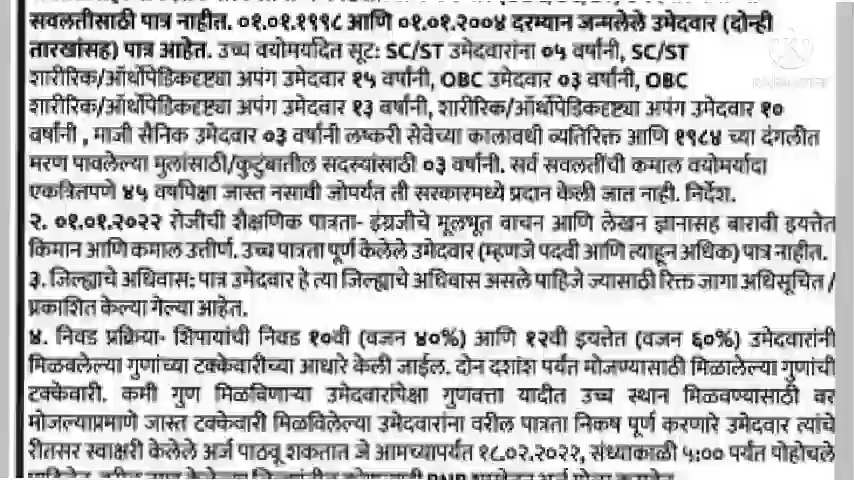 सवलतीसाठी पात्र नाहीत. ०१.०१.१९९८ आणि ०१.०१.२००४ दरम्यान जन्मलेले उमेदवार (दोन्ही
तारखांसह) पात्र आहेत. उच्च वयोमर्यादेत सूट: SC/ST उमेदवारांना ०५ वर्षांनी, SC/ST
शारीरिक/ऑर्थोपेडिकदृष्ट्या अपंग उमेदवार १५ वर्षांनी, OBC उमेदवार ०३ वर्षांनी, OBC
शारीरिक/ऑर्थोपेडिकदृष्ट्या अपंग उमेदवार १३ वर्षांनी, शारीरिक/ऑर्थोपेडिकदृष्ट्या अपंग उमेदवार १०
वर्षांनी , माजी सैनिक उमेदवार ०३ वर्षांनी लष्करी सेवेच्या कालावधी व्यतिरिक्त आणि १९८४ च्या दंगलीत
मरण पावलेल्या मुलांसाठी/कुटुंबातील सदस्यांसाठी ०३ वर्षांनी. सर्व सवलतींची कमाल वयोमर्यादा
एकत्रितपणे ४५ वर्षापेक्षा जास्त नसावी जोपर्यंत ती सरकारमध्ये प्रदान केली जात नाही. निर्देश.
२. ०१.०१.२०२२ रोजीची शैक्षणिक पात्रता- इंग्रजीचे मूलभूत वाचन आणि लेखन ज्ञानासह बारावी इयत्तेत
किमान आणि कमाल उत्तीर्ण. उच्च पात्रता पूर्ण केलेले उमेदवार (म्हणजे पदवी आणि त्याहून अधिक) पात्र नाहीत.
३. जिल्ह्याचे अधिवास: पात्र उमेदवार हे त्या जिल्ह्याचे अधिवास असले पाहिजे ज्यासाठी रिक्त जागा अधिसूचित /
प्रकाशित केल्या गेल्या आहेत.
४. निवड प्रक्रिया- शिपायांची निवड १०वी (वजन ४०%) आणि १२वी इयत्तेत (वजन ६०%) उमेदवारांनी
मिळवलेल्या गुणांच्या टक्केवारीच्या आधारे केली जाईल. दोन दशांश पर्यंत मोजण्यासाठी मिळालेल्या गुणांची
टक्केवारी. कमी गुण मिळविणाऱ्या उमेदवारांपेक्षा गुणवत्ता यादीत उच्च स्थान मिळवण्यासाठी वर
मोजल्याप्रमाणे जास्त टक्केवारी मिळविलेल्या उमेदवारांना वरील पात्रता निकष पूर्ण करणारे उमेदवार त्यांचे
रीतसर स्वाक्षरी केलेले अर्ज पाठवू शकतात जे आमच्यापर्यंत १८.०२.२०२२, संध्याकाळी ५:०० पर्यंत पोहोचले